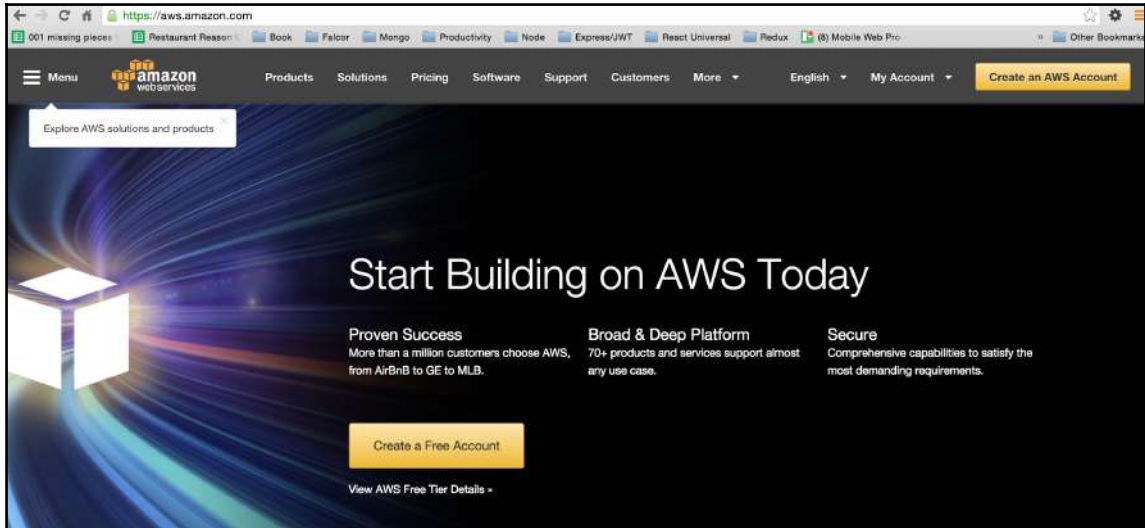 https://aws.amazon.com
001 missing pieces Restaurant Reason Book Falcor Mongo Productivity Node Express/JWT React Universal Redux (8) Mobile Web Pro » Other Bookmarks
Menu amazon Products Solutions Pricing Software Support Customers More English My Account Create an AWS Account
webservices
Explore AWS solutions and products ×
Start Building on AWS Today
Proven Success Broad & Deep Platform Secure
More than a million customers choose AWS, 70+ products and services support almost Comprehensive capabilities to satisfy the
from AirBnB to GE to MLB. any use case. most demanding requirements.
Create a Free Account
View AWS Free Tier Details »